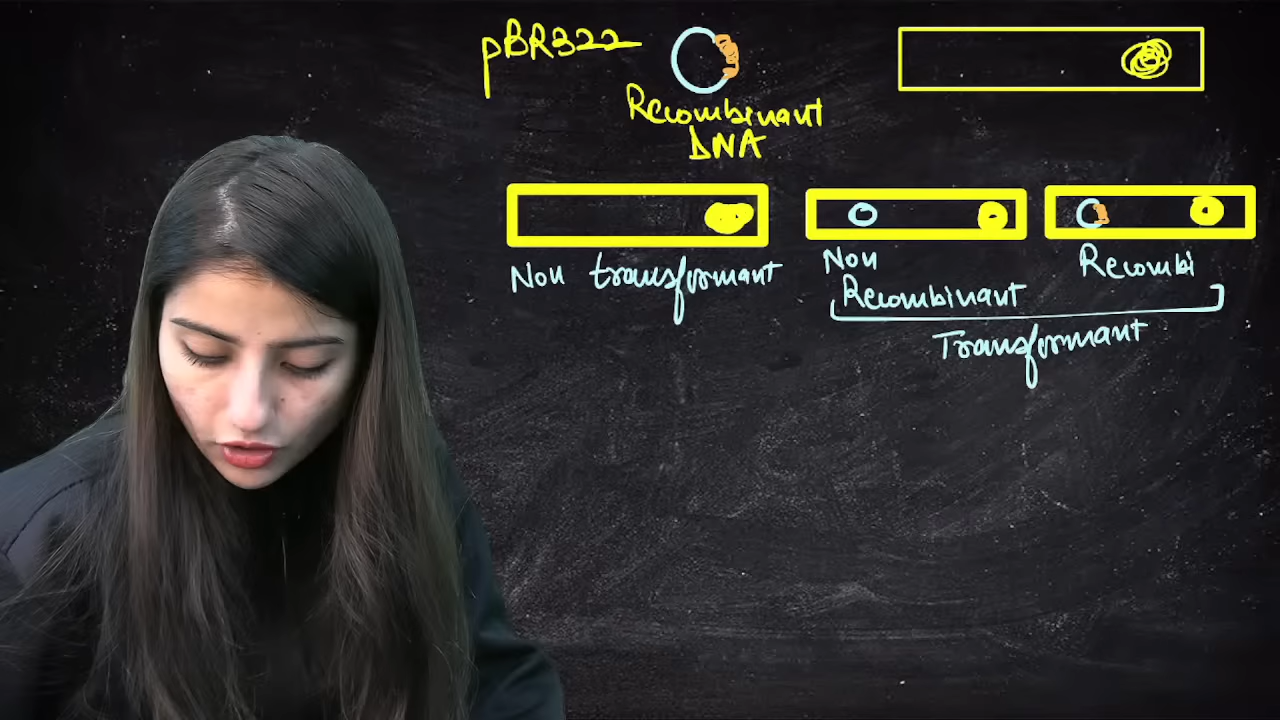 pBR322
Recombinant
DNA
Non transformant
Non
Recombinant
Recombi
Transformant